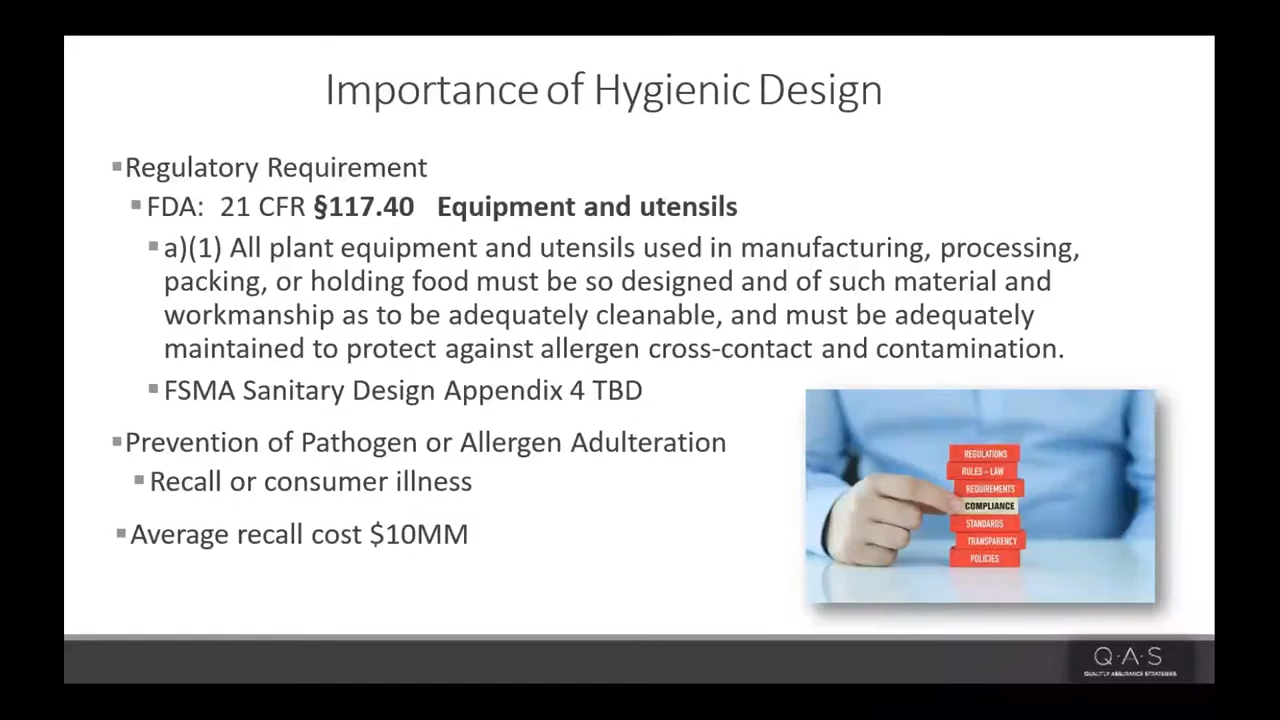 Importance of Hygienic Design
▪Regulatory Requirement
▪FDA: 21 CFR §117.40 Equipment and utensils
▪a)(1) All plant equipment and utensils used in manufacturing, processing,
packing, or holding food must be so designed and of such material and
workmanship as to be adequately cleanable, and must be adequately
maintained to protect against allergen cross-contact and contamination.
▪FSMA Sanitary Design Appendix 4 TBD
▪Prevention of Pathogen or Allergen Adulteration
▪Recall or consumer illness
▪Average recall cost $10MM
REGULATIONS
RULES – LAW
REQUIREMENTS
COMPLIANCE
STANDARDS
TRANSPARENCY
POLICIES
Q·A·S
QUALITLY ASSURANCE STRATEGIES